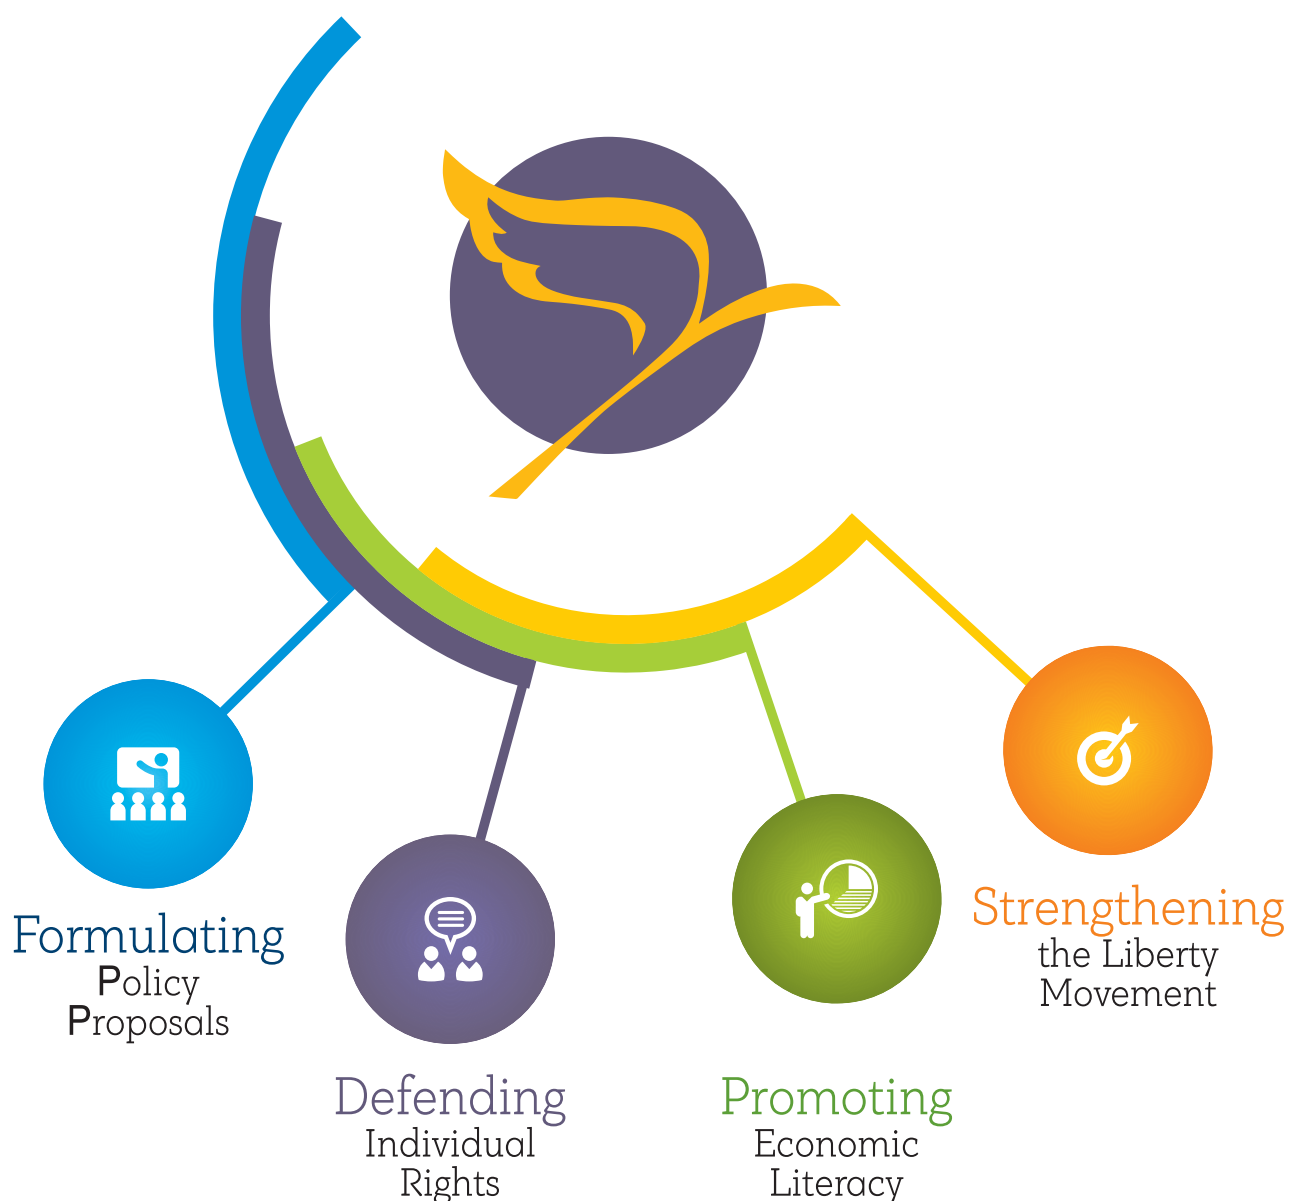 Formulating
Policy
Proposals
Defending
Individual
Rights
Promoting
Economic
Literacy
Strengthening
the Liberty
Movement